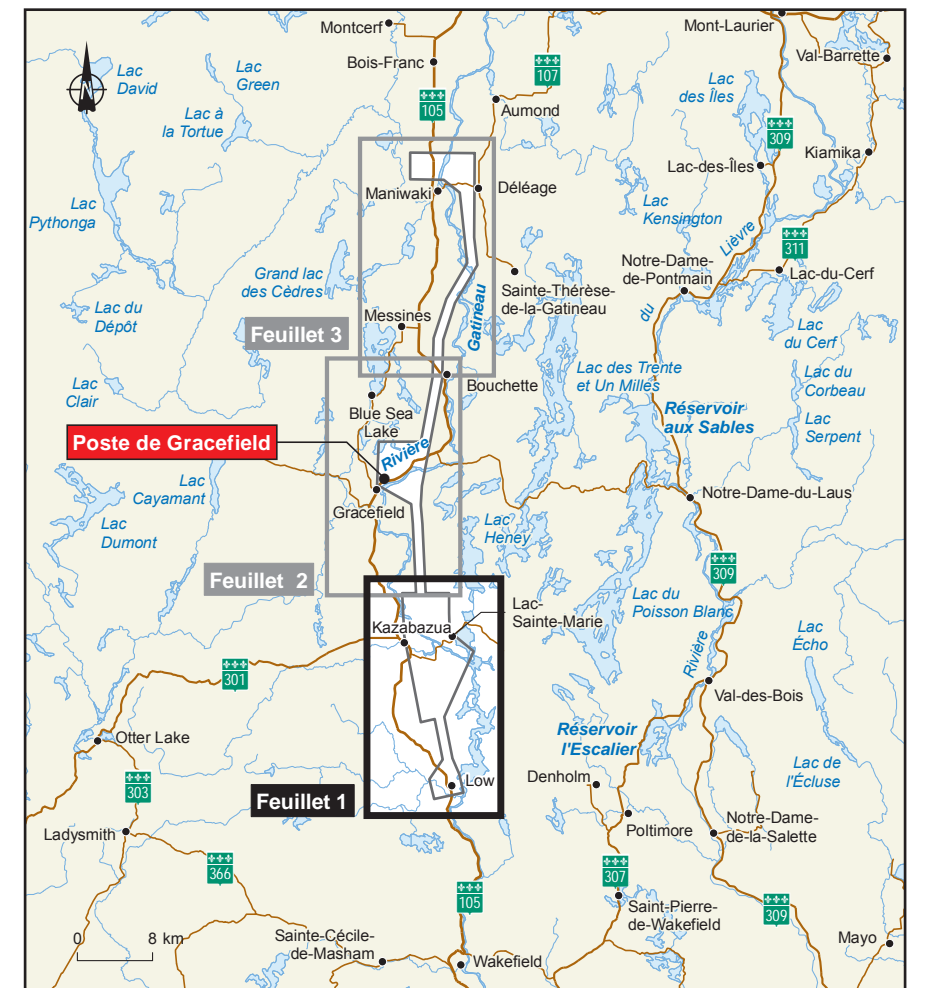 Montcerf
Mont-Laurier
Val-Barrette
Bois-Franc
107
Lac
David
Lac
Green
Lac
des Îles
105
Aumond
Lac à
la Tortue
309
Kiamika
Lac-des-Îles
Maniwaki
Déléage
Lac
Pythonga
Lac
Kensington
Lièvre
311
Grand lac
des Cèdres
Notre-Dame-
de-Pontmain
Lac-du-Cerf
Sainte-Thérèse-
de-la-Gatineau
Lac du
Dépôt
Messines
Gatineau
du
Feuillet 3
Lac
du Cerf
Lac
Clair
Bouchette
Lac des Trente
et Un Milles
Lac du
Corbeau
Blue Sea
Lake
Réservoir
aux Sables
Lac
Serpent
Poste de Gracefield
Rivière
Lac
Cayamant
Gracefield
Notre-Dame-du-Laus
Lac
Dumont
Lac
Heney
309
Feuillet 2
Lac-
Sainte-Marie
Lac du
Poisson Blanc
Kazabazua
Lac
Écho
301
Rivière
Val-des-Bois
Otter Lake
Réservoir
l'Escalier
Lac de
l'Écluse
303
Low
Denholm
Feuillet 1
Ladysmith
Poltimore
Notre-Dame-
de-la-Salette
366
105
307
Saint-Pierre-
de-Wakefield
309
0 8 km
Sainte-Cécile-
de-Masham
Wakefield
Mayo